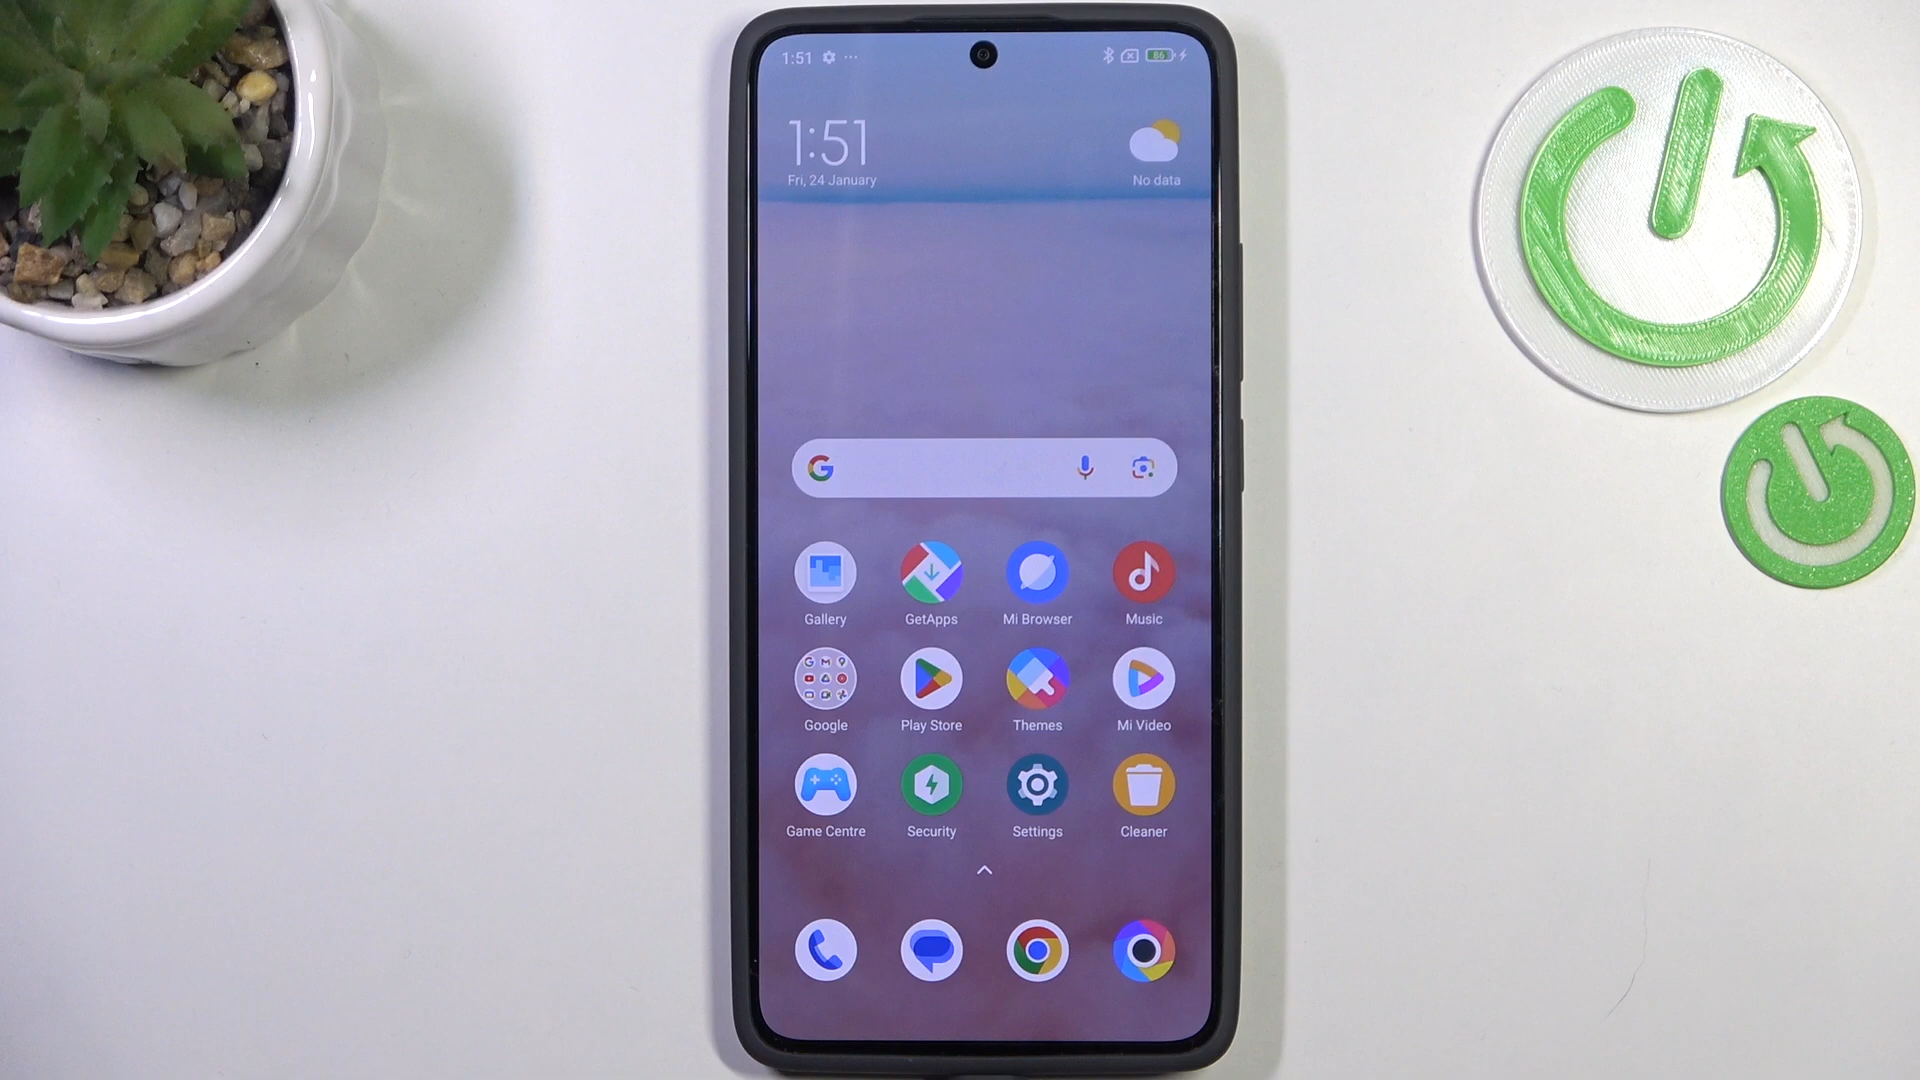 1:51 ... 86
1:51
Fri, 24 January
No data
Gallery GetApps Mi Browser Music
Google Play Store Themes Mi Video
Game Centre Security Settings Cleaner